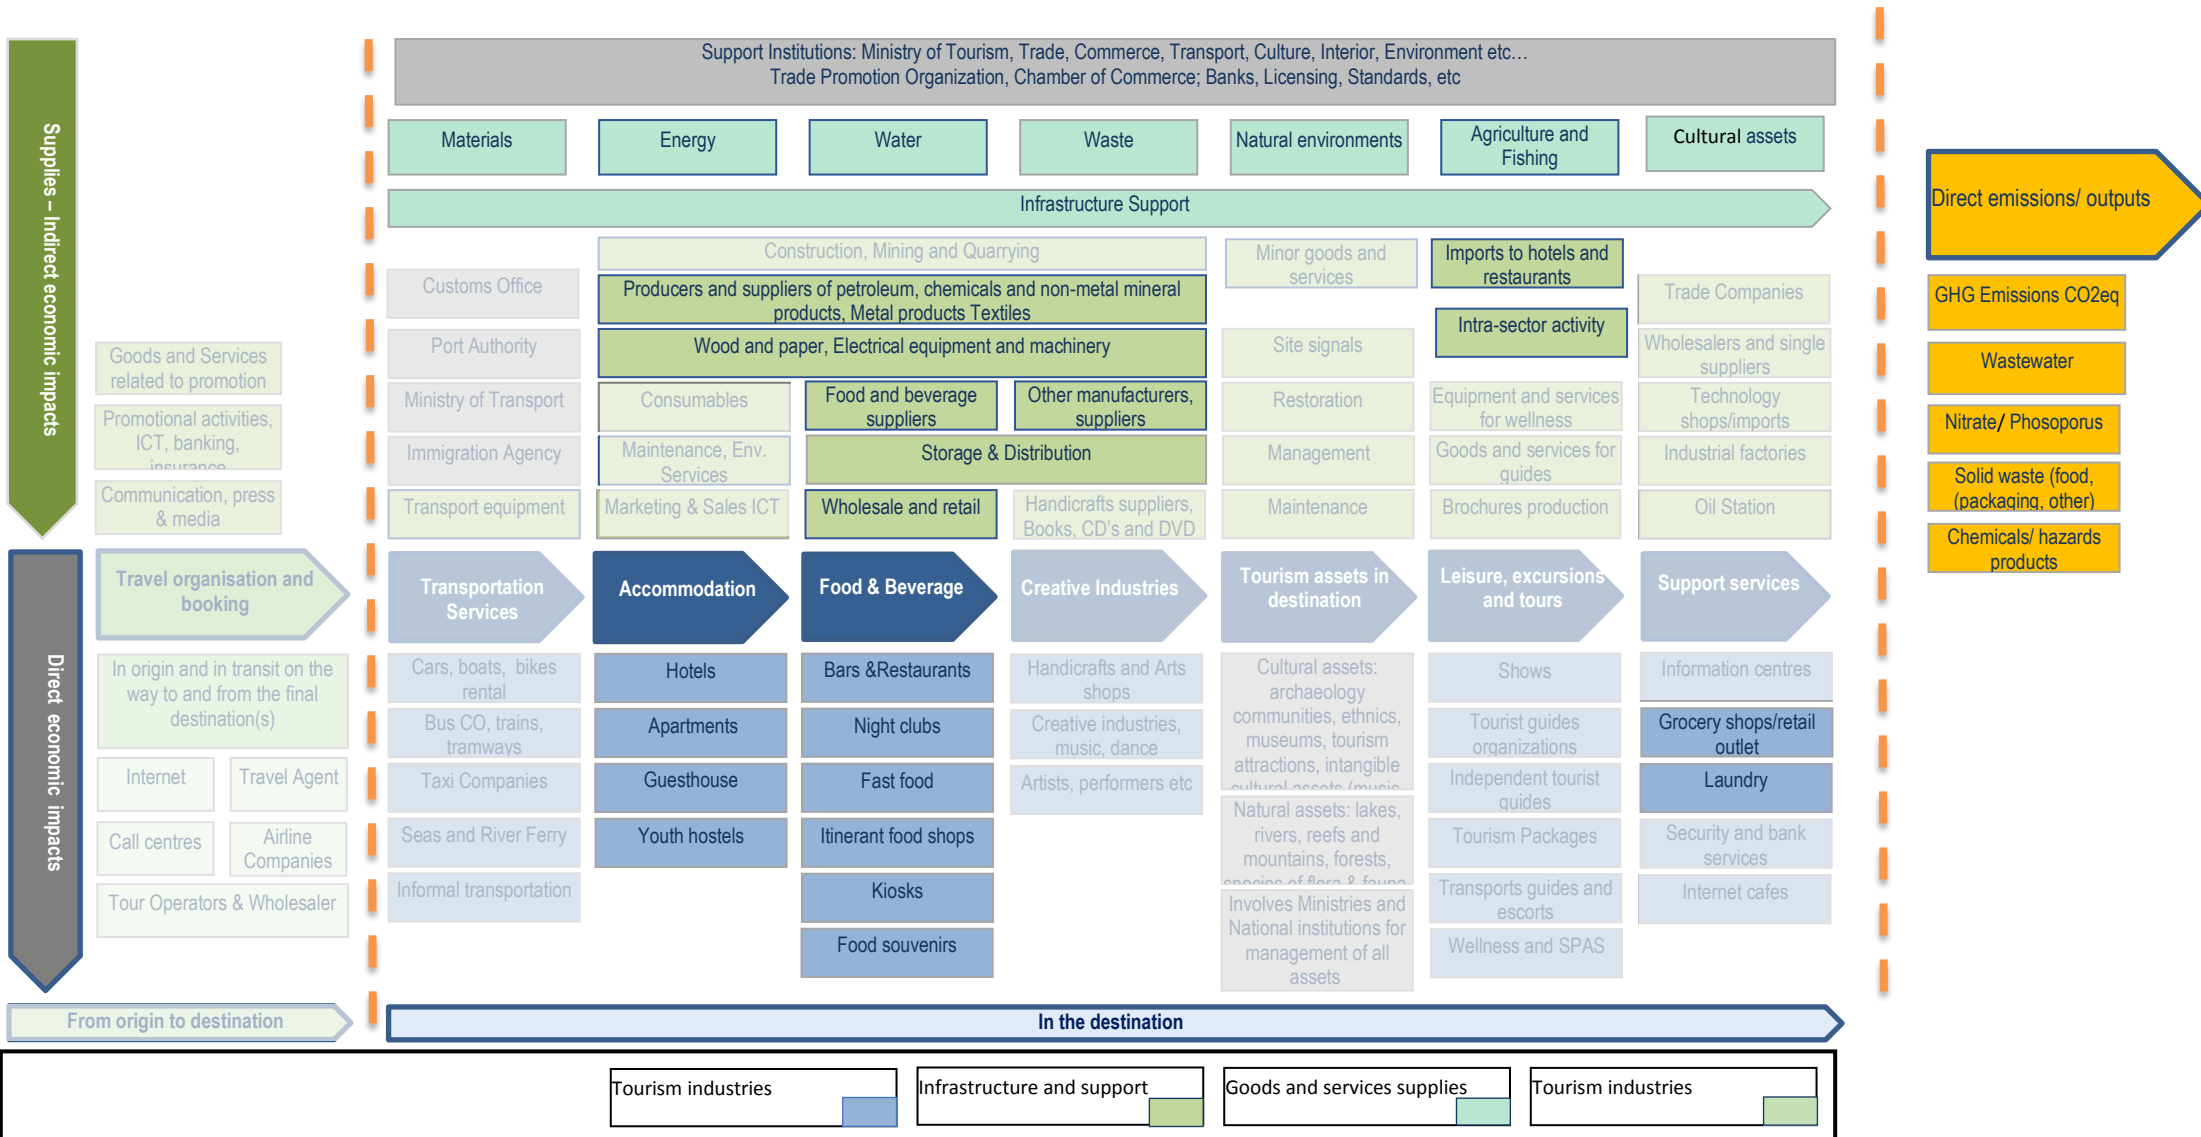 Support Institutions: Ministry of Tourism, Trade, Commerce, Transport, Culture, Interior, Environment etc…
Trade Promotion Organization, Chamber of Commerce; Banks, Licensing, Standards, etc
Supplies – Indirect economic impacts
Materials
Energy
Water
Waste
Natural environments
Agriculture and
Fishing
Cultural assets
Infrastructure Support
Direct emissions/ outputs
GHG Emissions CO2eq
Wastewater
Nitrate/ Phosoporus
Solid waste (food,
(packaging, other)
Chemicals/ hazards
products
Goods and Services
related to promotion
Promotional activities,
ICT, banking,
insurance
Communication, press
& media
Customs Office
Port Authority
Ministry of Transport
Immigration Agency
Transport equipment
Construction, Mining and Quarrying
Producers and suppliers of petroleum, chemicals and non-metal mineral
products, Metal products Textiles
Wood and paper, Electrical equipment and machinery
Consumables
Maintenance, Env.
Services
Marketing & Sales ICT
Food and beverage
suppliers
Other manufacturers,
suppliers
Storage & Distribution
Wholesale and retail
Handicrafts suppliers,
Books, CD's and DVD
Minor goods and
services
Site signals
Restoration
Management
Maintenance
Imports to hotels and
restaurants
Intra-sector activity
Equipment and services
for wellness
Goods and services for
guides
Brochures production
Trade Companies
Wholesalers and single
suppliers
Technology
shops/imports
Industrial factories
Oil Station
Direct economic impacts
Travel organisation and
booking
Transportation
Services
Accommodation
Food & Beverage
Creative Industries
Tourism assets in
destination
Leisure, excursions
and tours
Support services
In origin and in transit on the
way to and from the final
destination(s)
Internet
Travel Agent
Call centres
Airline
Companies
Tour Operators & Wholesaler
Cars, boats, bikes
rental
Bus CO, trains,
tramways
Taxi Companies
Seas and River Ferry
Informal transportation
Hotels
Apartments
Guesthouse
Youth hostels
Bars &Restaurants
Night clubs
Fast food
Itinerant food shops
Kiosks
Food souvenirs
Handicrafts and Arts
shops
Creative industries,
music, dance
Artists, performers etc
Cultural assets:
archaeology
communities, ethnics,
museums, tourism
attractions, intangible
cultural assets (music
Natural assets: lakes,
rivers, reefs and
mountains, forests,
species of flora & fauna
Involves Ministries and
National institutions for
management of all
assets
Shows
Tourist guides
organizations
Independent tourist
guides
Tourism Packages
Transports guides and
escorts
Wellness and SPAS
Information centres
Grocery shops/retail
outlet
Laundry
Security and bank
services
Internet cafes
From origin to destination
In the destination
Tourism industries
Infrastructure and support
Goods and services supplies
Tourism industries